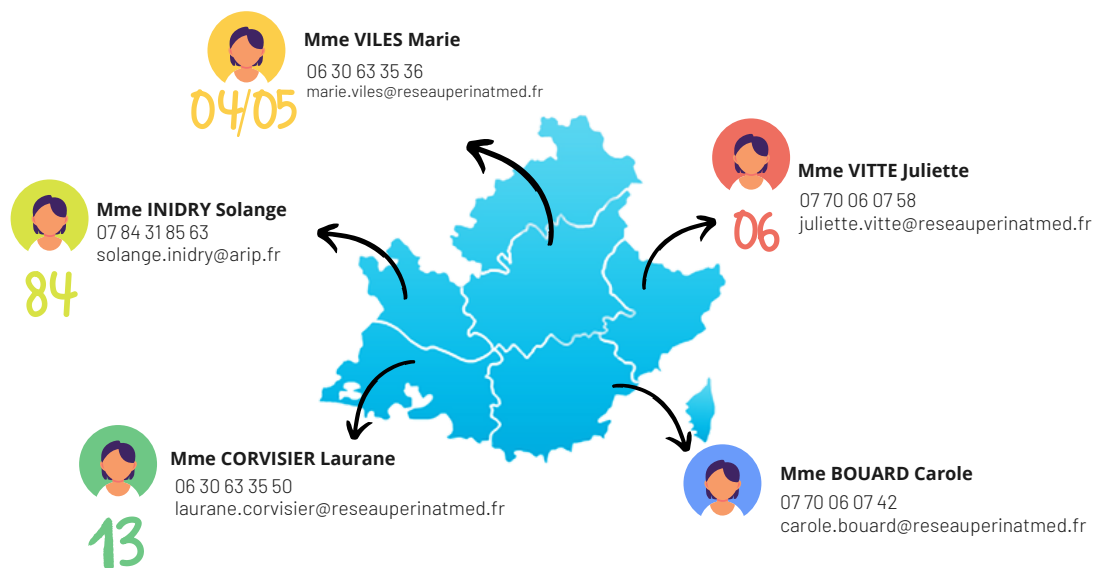 Mme VILES Marie
06 30 63 35 36
marie.viles@reseauperinatmed.fr
04/05
Mme VITTE Juliette
07 70 06 07 58
juliette.vitte@reseauperinatmed.fr
06
Mme INIDRY Solange
07 84 31 85 63
solange.inidry@arip.fr
84
Mme CORVISIER Laurane
06 30 63 35 50
laurane.corvisier@reseauperinatmed.fr
13
Mme BOUARD Carole
07 70 06 07 42
carole.bouard@reseauperinatmed.fr